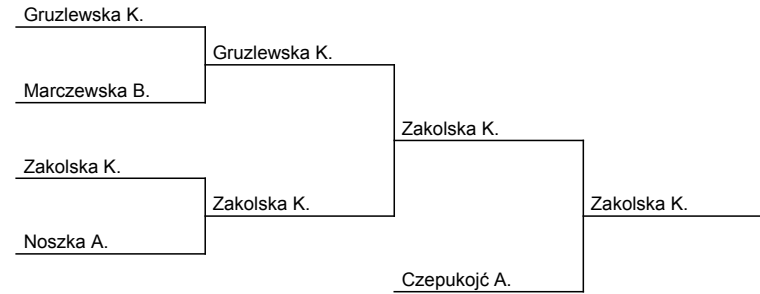 Gruzlewska K.
Gruzlewska K.
Marczewska B.
Zakolska K.
Zakolska K.
Zakolska K.
Zakolska K.
Noszka A.
Czepukojć A.